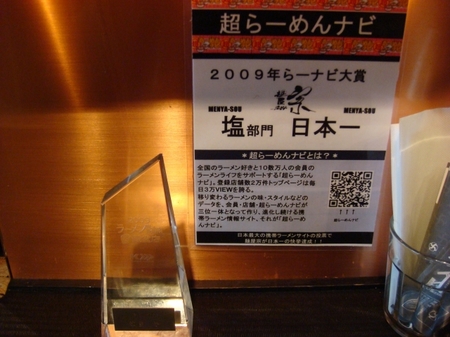 超らーめんナビ
2009年らーナビ大賞
麺屋 宗
MENYA-SOU
MENYA-SOU
塩部門 日本一
＊超らーめんナビとは？＊
全国のラーメン好きと10数万人の会員の
ラーメンライフをサポートする「超らーめん
ナビ」。登録店舗数2万件トップページは毎
日3万VIEWを誇る。
移り変わるラーメンの味・スタイルなどの
データを、会員・店舗・超らーめんナビが
三位一体となって作り、進化し続ける携
帯ラーメン情報サイト、それが「超らーめ
んナビ」。
↑↑↑
超らーめんナビ
日本最大の携帯ラーメンサイトの投票で
麺屋宗が日本一の快挙達成！！